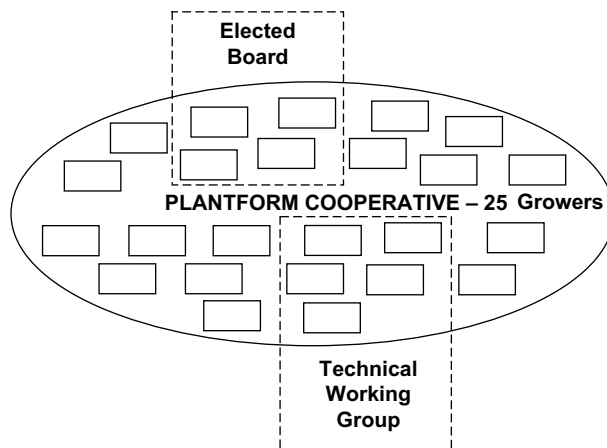 Elected
Board
PLANTFORM COOPERATIVE – 25 Growers
Technical
Working
Group